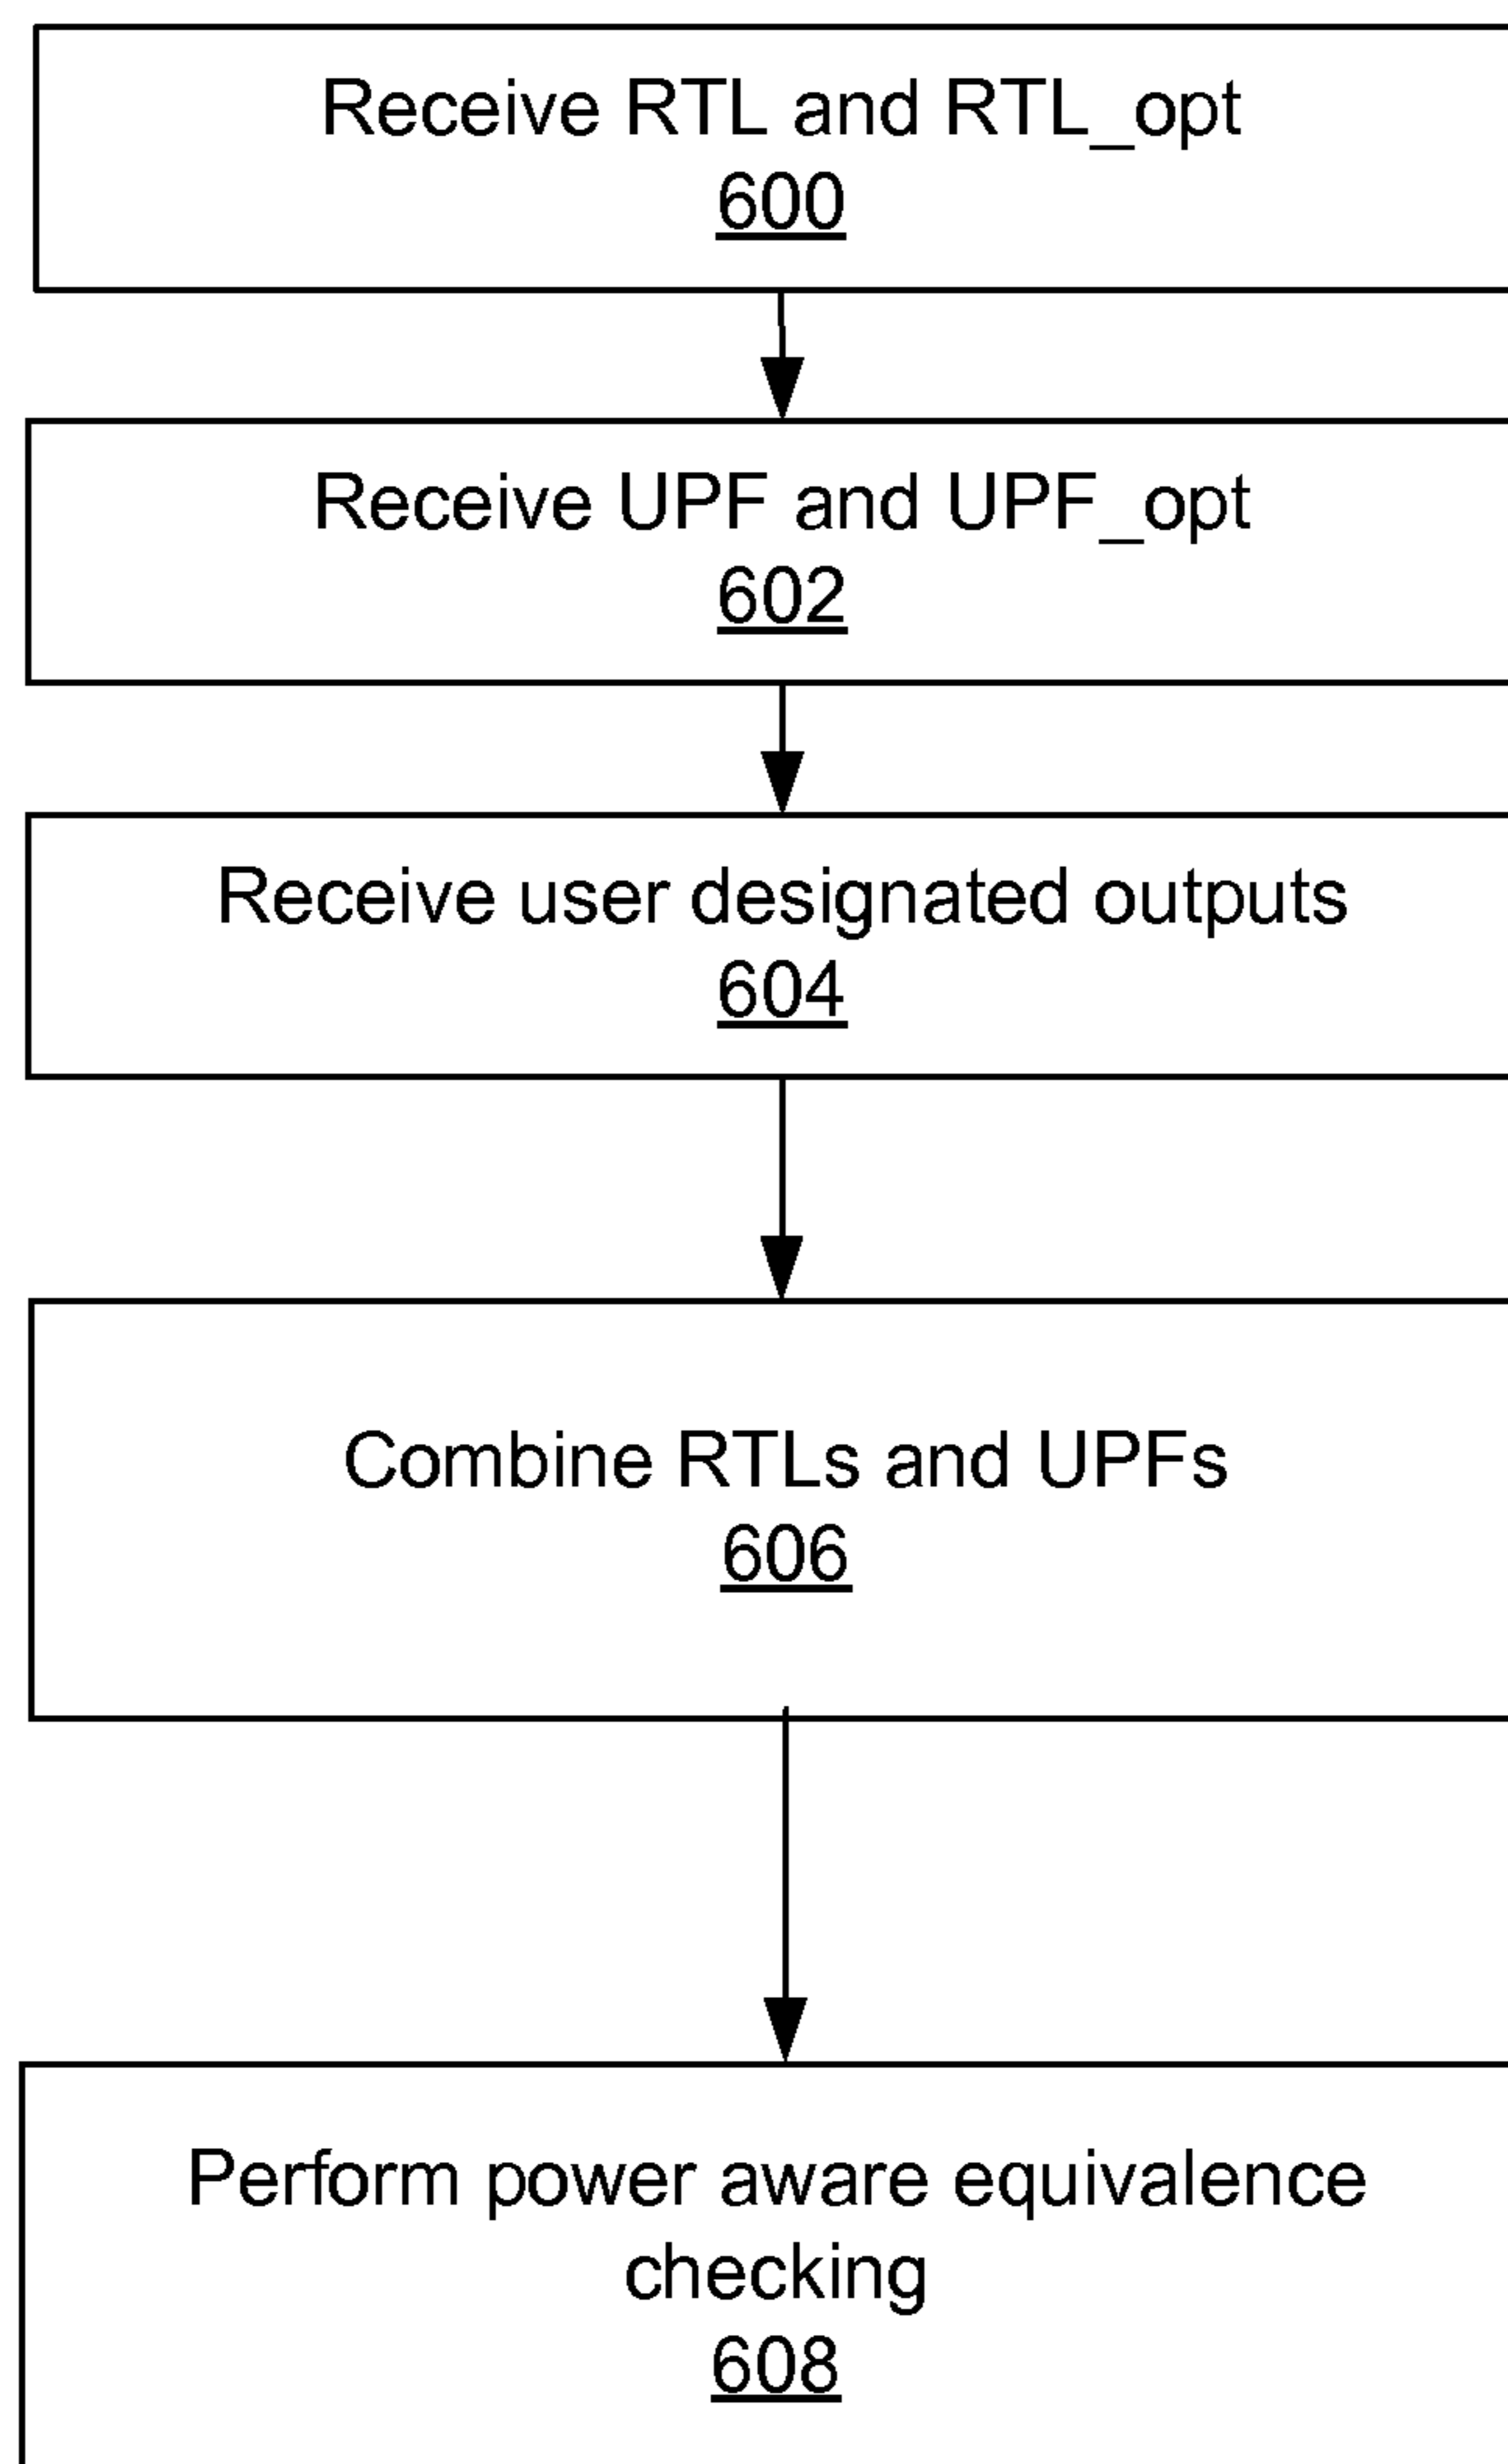 Receive RTL and RTL_opt
600
Receive UPF and UPF_opt
602
Receive user designated outputs
604
Combine RTLs and UPFs
606
Perform power aware equivalence
checking
608